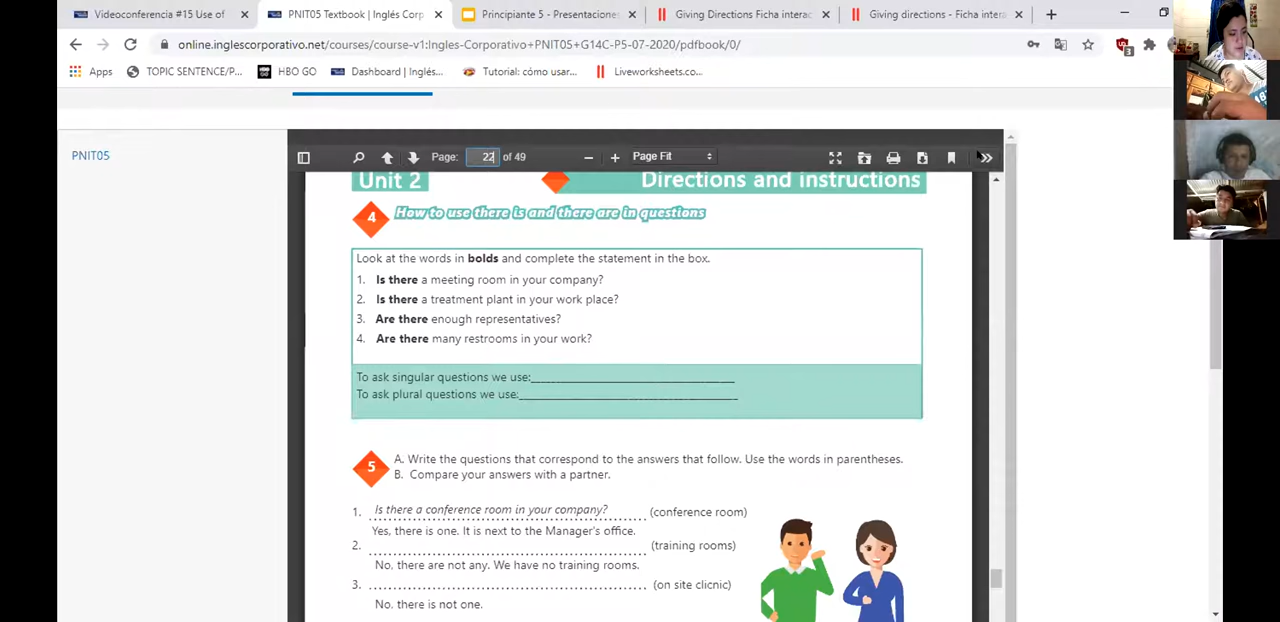 Videoconferencia #15 Use of
PNIT05 Textbook | Inglés Corp
Principiante 5 - Presentaciones
Giving Directions Ficha interac
Giving directions - Ficha intera
online.inglescorporativo.net/courses/course-v1:Ingles-Corporativo+PNIT05+G14C-P5-07-2020/pdfbook/0/
3
Apps
TOPIC SENTENCE/P...
HBO GO
Dashboard | Inglés...
Tutorial: cómo usar...
Liveworksheets.co...
PNIT05
Page: 22 of 49
Page Fit
Unit 2
Directions and instructions
4
How to use there is and there are in questions
Look at the words in bolds and complete the statement in the box.
1. Is there a meeting room in your company?
2. Is there a treatment plant in your work place?
3. Are there enough representatives?
4. Are there many restrooms in your work?
To ask singular questions we use:______________________________
To ask plural questions we use:________________________________
5
A. Write the questions that correspond to the answers that follow. Use the words in parentheses.
B. Compare your answers with a partner.
1. Is there a conference room in your company? (conference room)
Yes, there is one. It is next to the Manager's office.
2. ............................................................ (training rooms)
No, there are not any. We have no training rooms.
3. ............................................................ (on site clicnic)
No, there is not one.